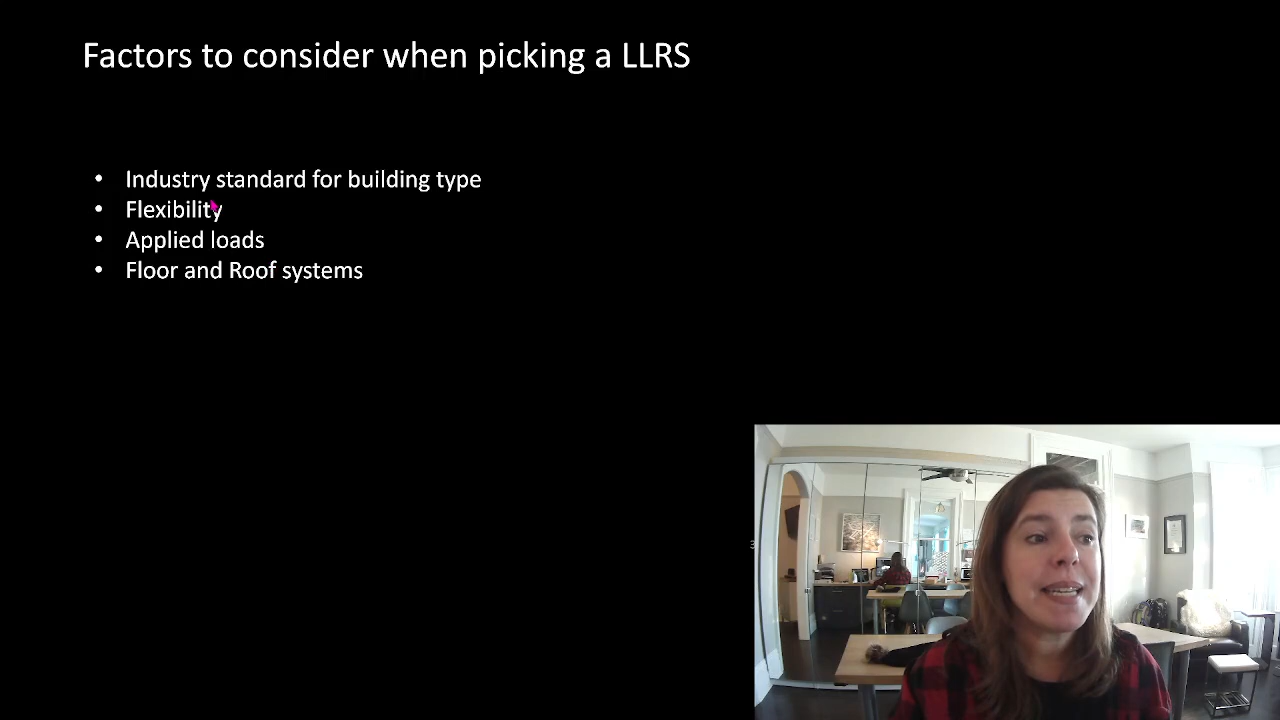 Factors to consider when picking a LLRS
• Industry standard for building type
• Flexibility
• Applied loads
• Floor and Roof systems